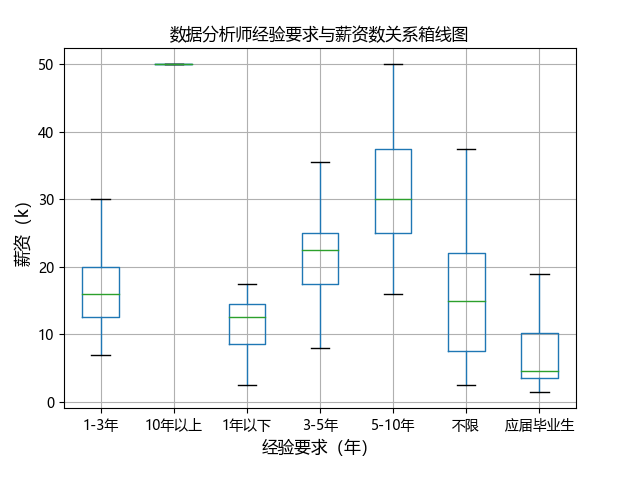 数据分析师经验要求与薪资数关系箱线图
薪资（k）
50
40
30
20
10
0
1-3年 10年以上 1年以下 3-5年 5-10年 不限 应届毕业生
经验要求（年）